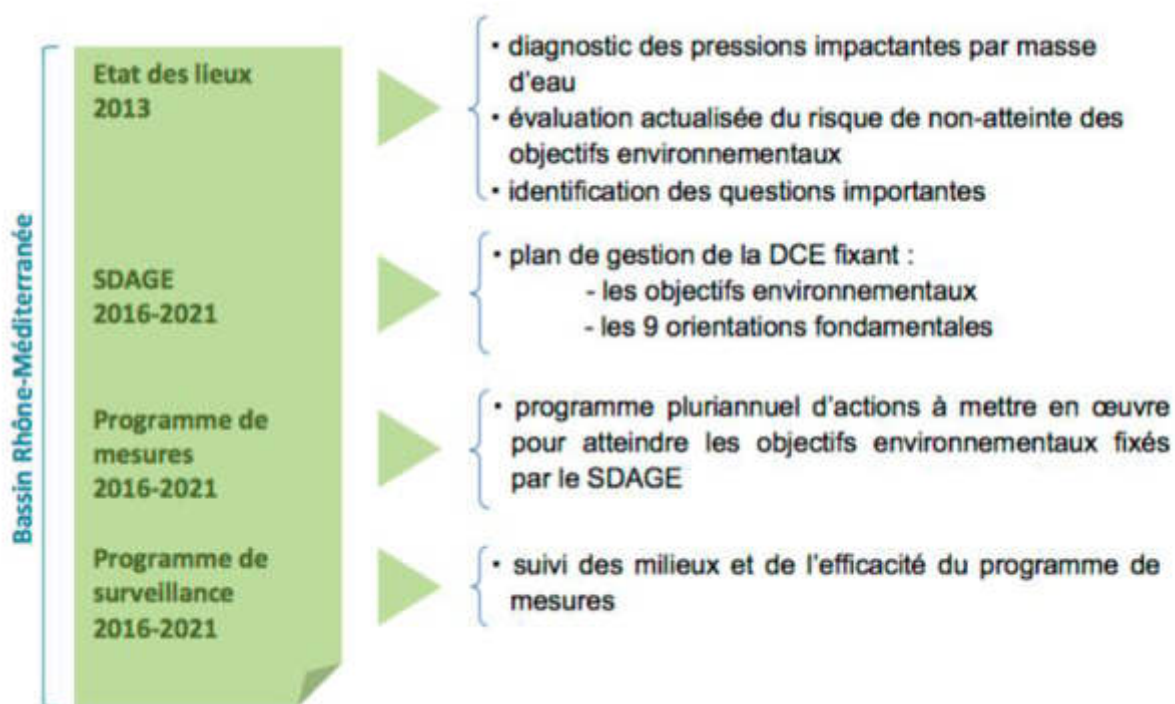 Bassin Rhône-Méditerranée
Etat des lieux
2013
• diagnostic des pressions impactantes par masse
d'eau
• évaluation actualisée du risque de non-atteinte des
objectifs environnementaux
• identification des questions importantes
SDAGE
2016-2021
• plan de gestion de la DCE fixant :
- les objectifs environnementaux
- les 9 orientations fondamentales
Programme de
mesures
2016-2021
• programme pluriannuel d'actions à mettre en œuvre
pour atteindre les objectifs environnementaux fixés
par le SDAGE
Programme de
surveillance
2016-2021
• suivi des milieux et de l'efficacité du programme de
mesures